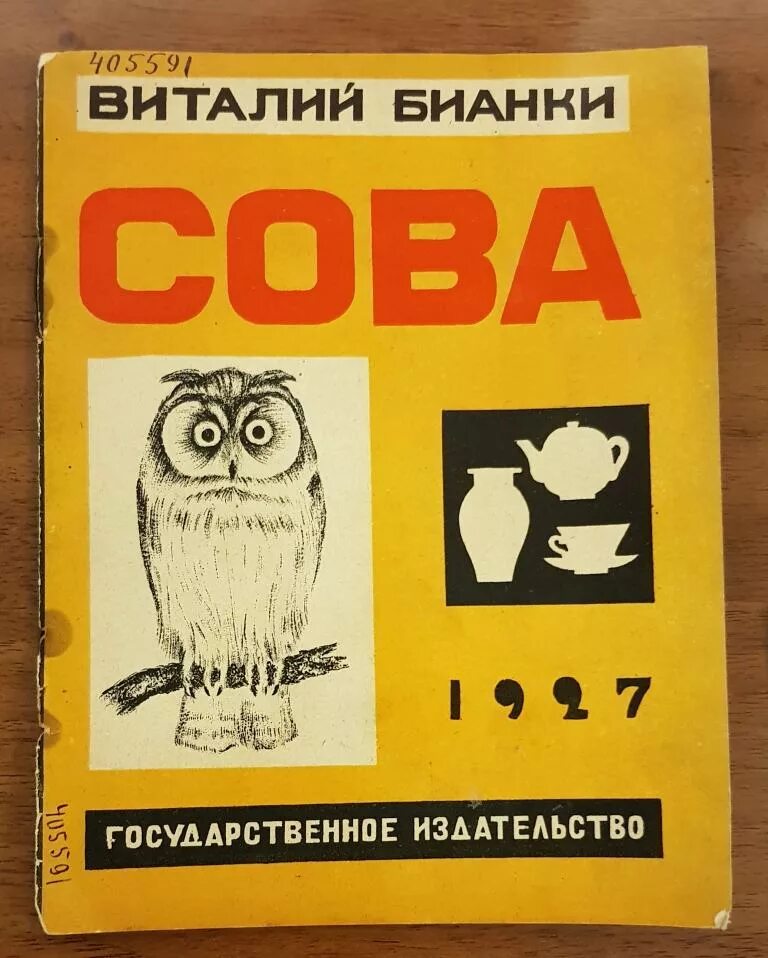 405591
ВИТАЛИЙ БИАНКИ
СОВА
1927
ГОСУДАРСТВЕННОЕ ИЗДАТЕЛЬСТВО
405591